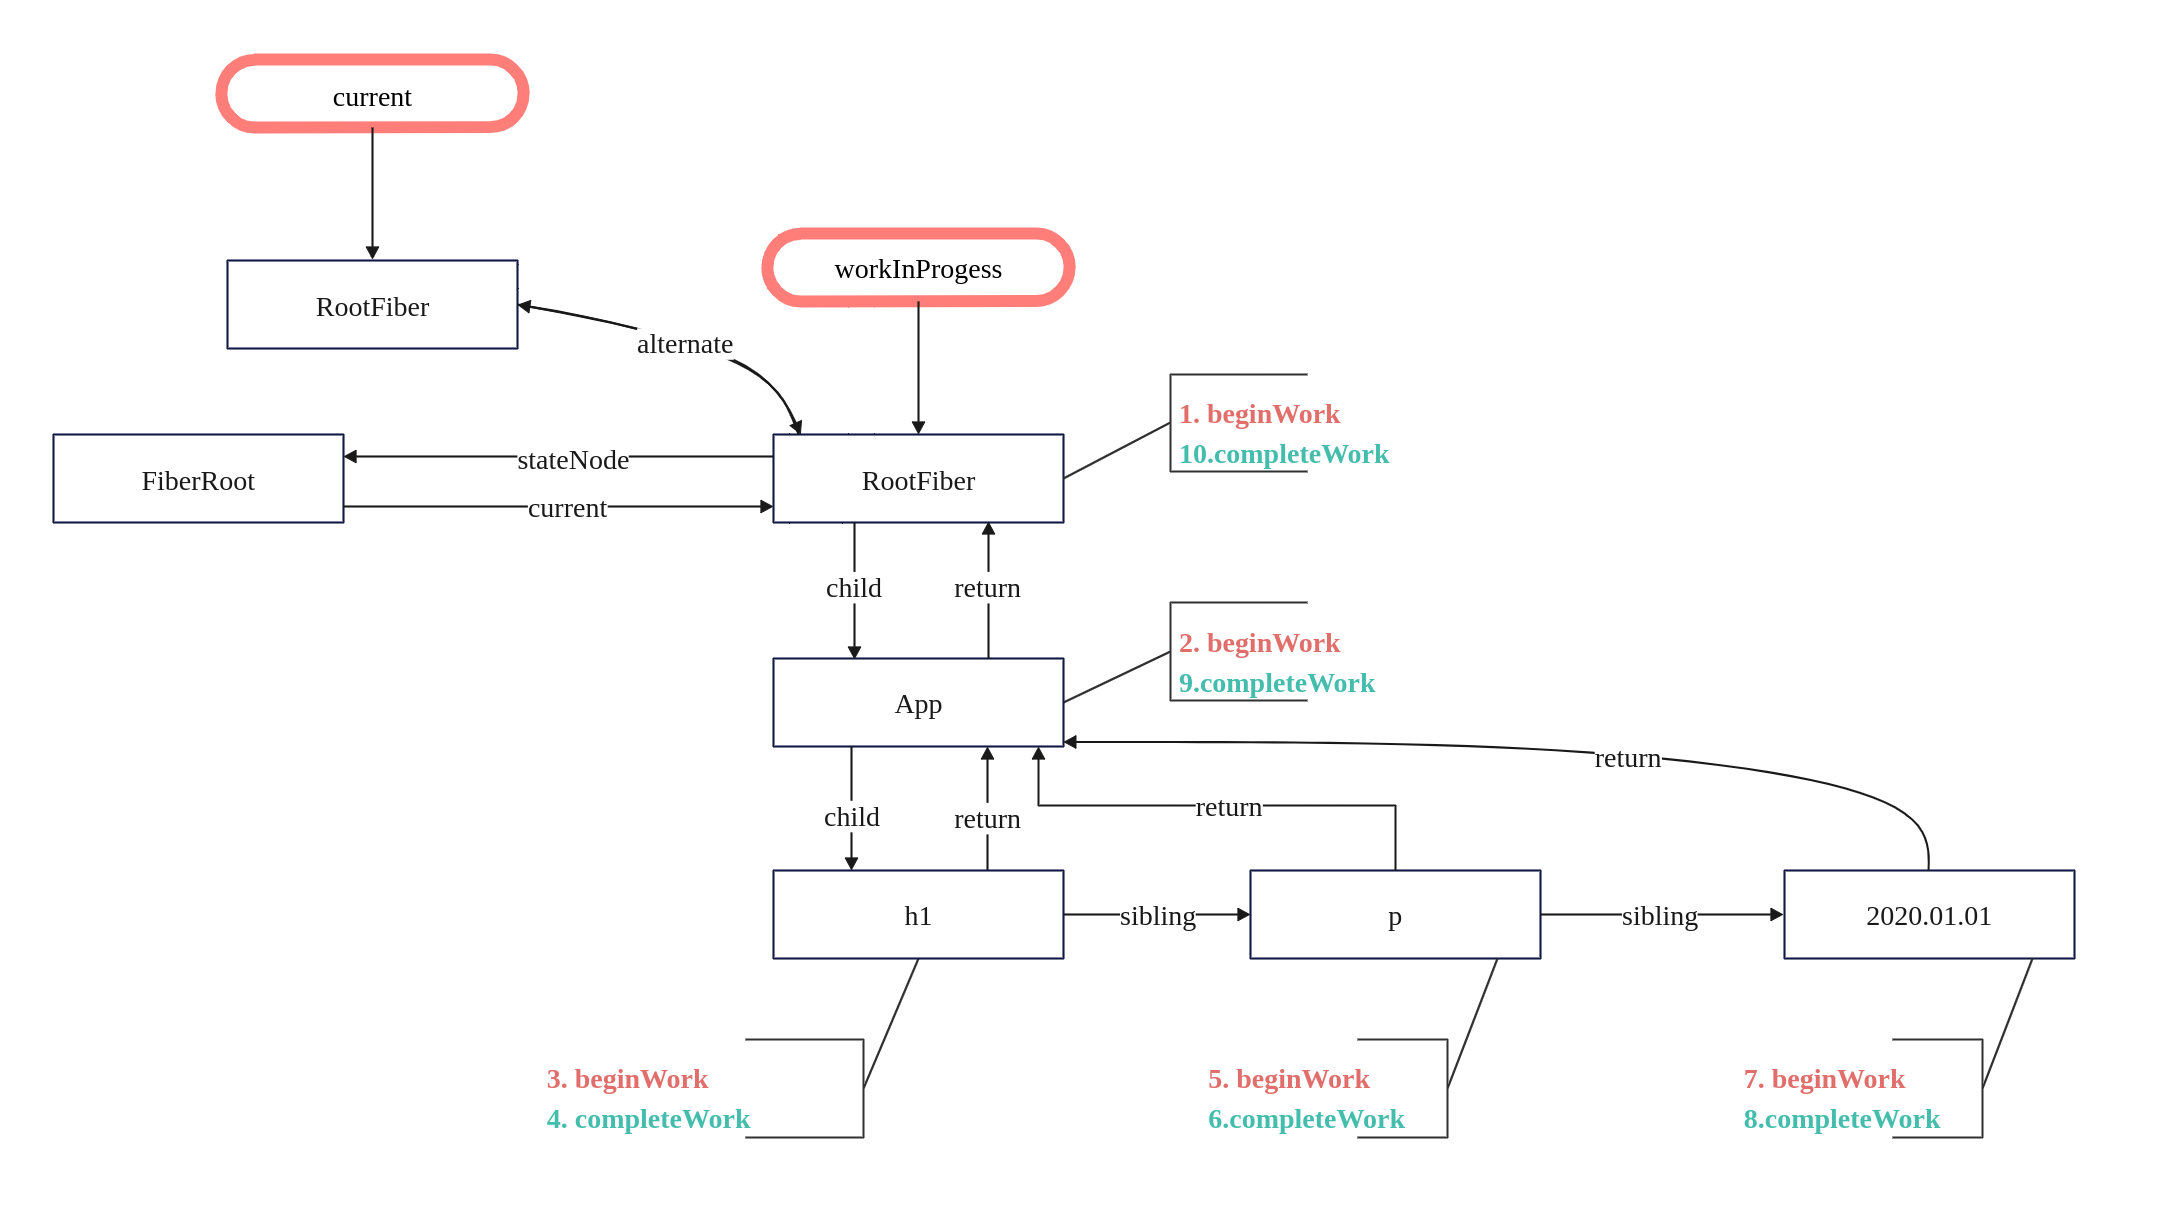 current
workInProgess
RootFiber
alternate
1. beginWork
10.completeWork
FiberRoot
stateNode
current
RootFiber
child
return
2. beginWork
9.completeWork
App
return
child
return
return
h1
sibling
p
sibling
2020.01.01
3. beginWork
4. completeWork
5. beginWork
6.completeWork
7. beginWork
8.completeWork